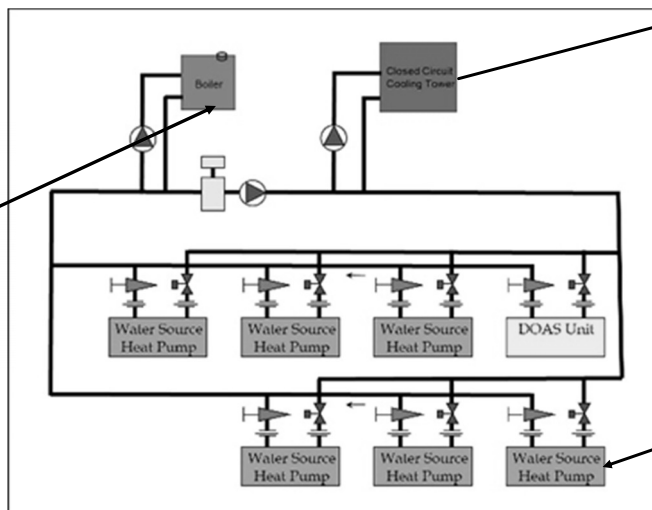 Boiler
Closed Circuit
Cooling Tower
Water Source
Heat Pump
Water Source
Heat Pump
Water Source
Heat Pump
DOAS Unit
Water Source
Heat Pump
Water Source
Heat Pump
Water Source
Heat Pump